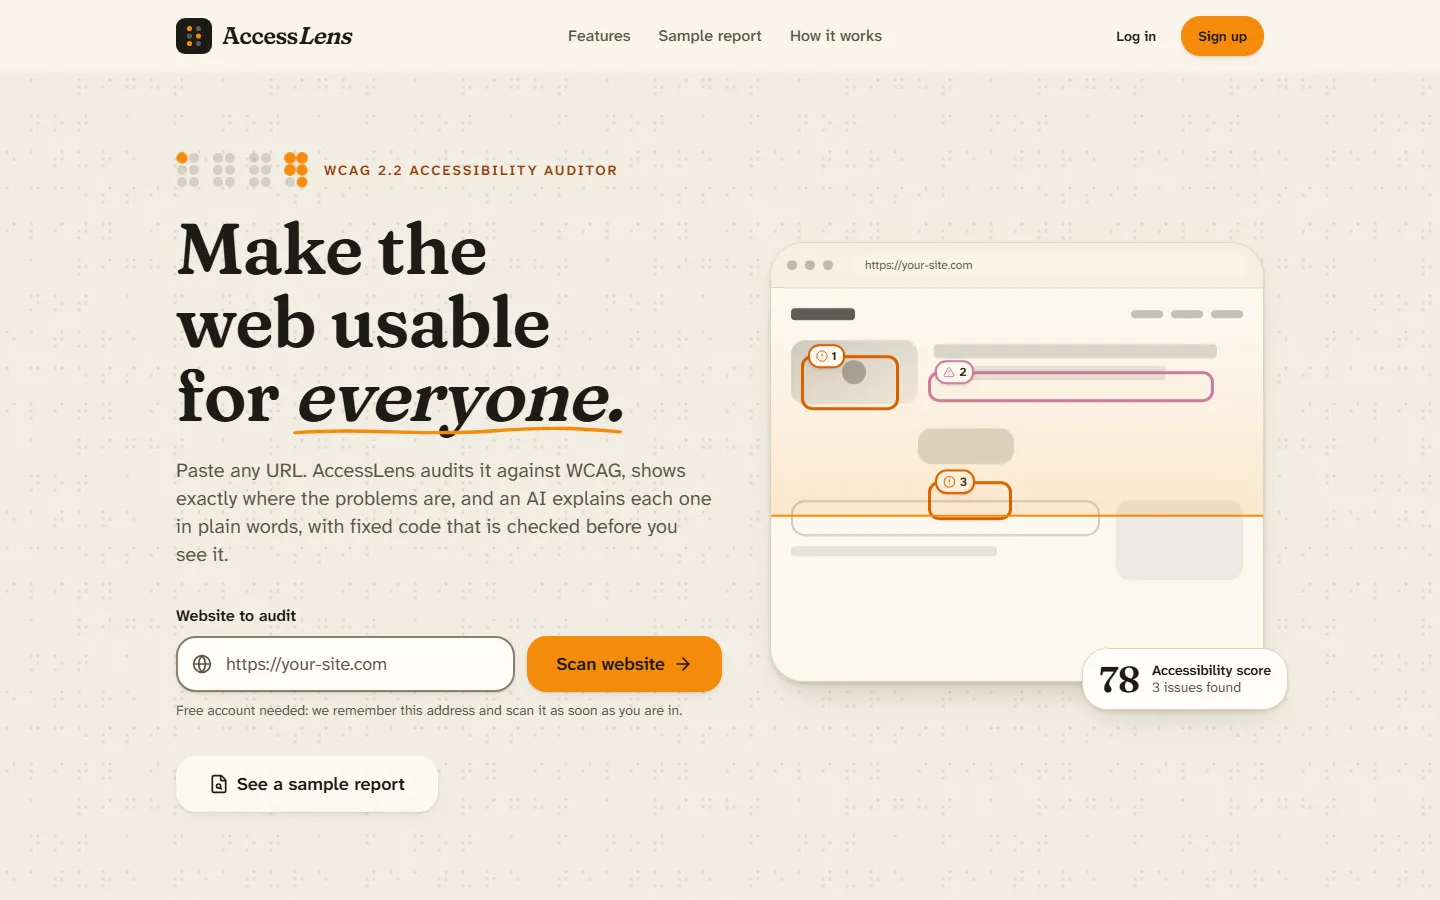 AccessLens
Features
Sample report
How it works
Log in
Sign up
WCAG 2.2 ACCESSIBILITY AUDITOR
Make the
web usable
for everyone.
Paste any URL. AccessLens audits it against WCAG, shows
exactly where the problems are, and an AI explains each one
in plain words, with fixed code that is checked before you
see it.
Website to audit
https://your-site.com
Scan website
Free account needed: we remember this address and scan it as soon as you are in.
See a sample report
https://your-site.com
1
2
3
78
Accessibility score
3 issues found